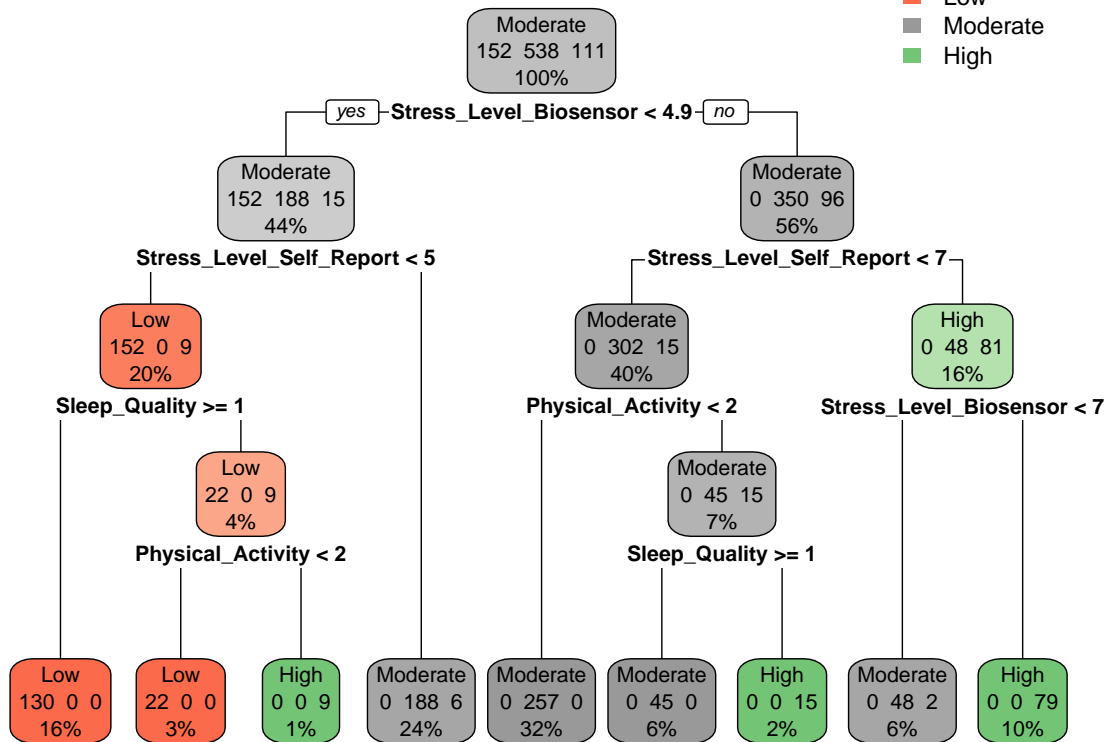 Low
Moderate
High
Moderate
152 538 111
100%
yes Stress_Level_Biosensor < 4.9 no
Moderate
152 188 15
44%
Moderate
0 350 96
56%
Stress_Level_Self_Report < 5
Stress_Level_Self_Report < 7
Low
152 0 9
20%
Moderate
0 302 15
40%
High
0 48 81
16%
Sleep_Quality >= 1
Physical_Activity < 2
Stress_Level_Biosensor < 7
Low
22 0 9
4%
Moderate
0 45 15
7%
Physical_Activity < 2
Sleep_Quality >= 1
Low
130 0 0
16%
Low
22 0 0
3%
High
0 0 9
1%
Moderate
0 188 6
24%
Moderate
0 257 0
32%
Moderate
0 45 0
6%
High
0 0 15
2%
Moderate
0 48 2
6%
High
0 0 79
10%